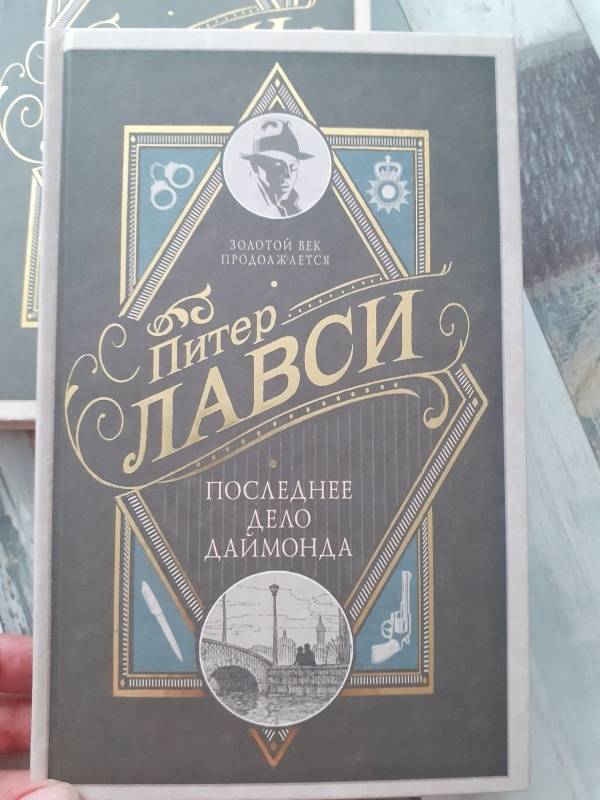 ЗОЛОТОЙ ВЕК
ПРОДОЛЖАЕТСЯ
Питер
ЛАВСИ
ПОСЛЕДНЕЕ
ДЕЛО
ДАЙМОНДА